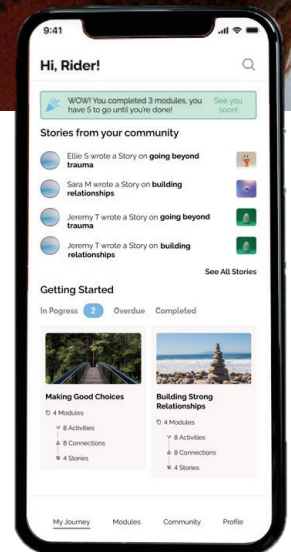 9:41
Hi, Rider!
WOW! You completed 3 modules, you
have 5 to go until you're done!
See you
soon!
Stories from your community
Ellie S wrote a Story on going beyond
trauma
Sara M wrote a Story on building
relationships
Jeremy T wrote a Story on going beyond
trauma
Jeremy T wrote a Story on building
relationships
See All Stories
Getting Started
In Pogress 2 Overdue Completed
Making Good Choices
4 Modules
8 Activities
8 Connections
4 Stories
Building Strong
Relationships
4 Modules
8 Activities
8 Connections
4 Stories
My Journey Modules Community Profile